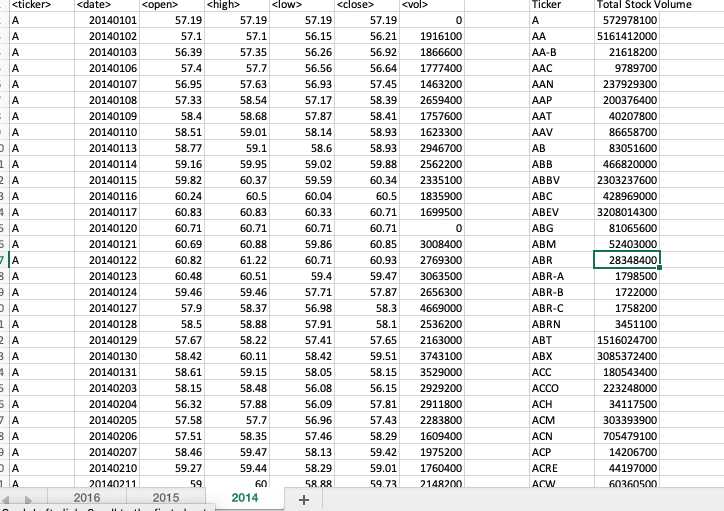 <ticker> <date> <open> <high> <low> <close> <vol> Ticker Total Stock Volume
A 20140101 57.19 57.19 57.19 57.19 0 A 572978100
A 20140102 57.1 57.1 56.15 56.21 1916100 AA 5161412000
A 20140103 56.39 57.35 56.26 56.92 1866600 AA-B 21618200
A 20140106 57.4 57.7 56.56 56.64 1777400 AAC 9789700
A 20140107 56.95 57.63 56.93 57.45 1463200 AAN 237929300
A 20140108 57.33 58.54 57.17 58.39 2659400 AAP 200376400
A 20140109 58.4 58.68 57.87 58.41 1757600 AAT 40207800
A 20140110 58.51 59.01 58.14 58.93 1623300 AAV 86658700
A 20140113 58.77 59.1 58.6 58.93 2946700 AB 83051600
A 20140114 59.16 59.95 59.02 59.88 2562200 ABB 466820000
A 20140115 59.82 60.37 59.59 60.34 2335100 ABBV 2303237600
A 20140116 60.24 60.5 60.04 60.5 1835900 ABC 428969000
A 20140117 60.83 60.83 60.33 60.71 1699500 ABEV 3208014300
A 20140120 60.71 60.71 60.71 60.71 0 ABG 81065600
A 20140121 60.69 60.88 59.86 60.85 3008400 ABM 52403000
A 20140122 60.82 61.22 60.71 60.93 2769300 ABR 28348400
A 20140123 60.48 60.51 59.4 59.47 3063500 ABR-A 1798500
A 20140124 59.46 59.46 57.71 57.87 2656300 ABR-B 1722000
A 20140127 57.9 58.37 56.98 58.3 4669000 ABR-C 1758200
A 20140128 58.5 58.88 57.91 58.1 2536200 ABRN 3451100
A 20140129 57.67 58.22 57.41 57.65 2163000 ABT 1516024700
A 20140130 58.42 60.11 58.42 59.51 3743100 ABX 3085372400
A 20140131 58.61 59.15 58.05 58.15 3529000 ACC 180543400
A 20140203 58.15 58.48 56.08 56.15 2929200 ACCO 223248000
A 20140204 56.32 57.88 56.09 57.81 2911800 ACH 34117500
A 20140205 57.58 57.7 56.96 57.43 2283800 ACM 303393900
A 20140206 57.51 58.35 57.46 58.29 1609400 ACN 705479100
A 20140207 58.46 59.47 58.13 59.42 1975200 ACP 14206700
A 20140210 59.27 59.44 58.29 59.01 1760400 ACRE 44197000
A 20140211 59 60 58.88 59.73 2148200 ACW 60360500
2016 2015 2014 +